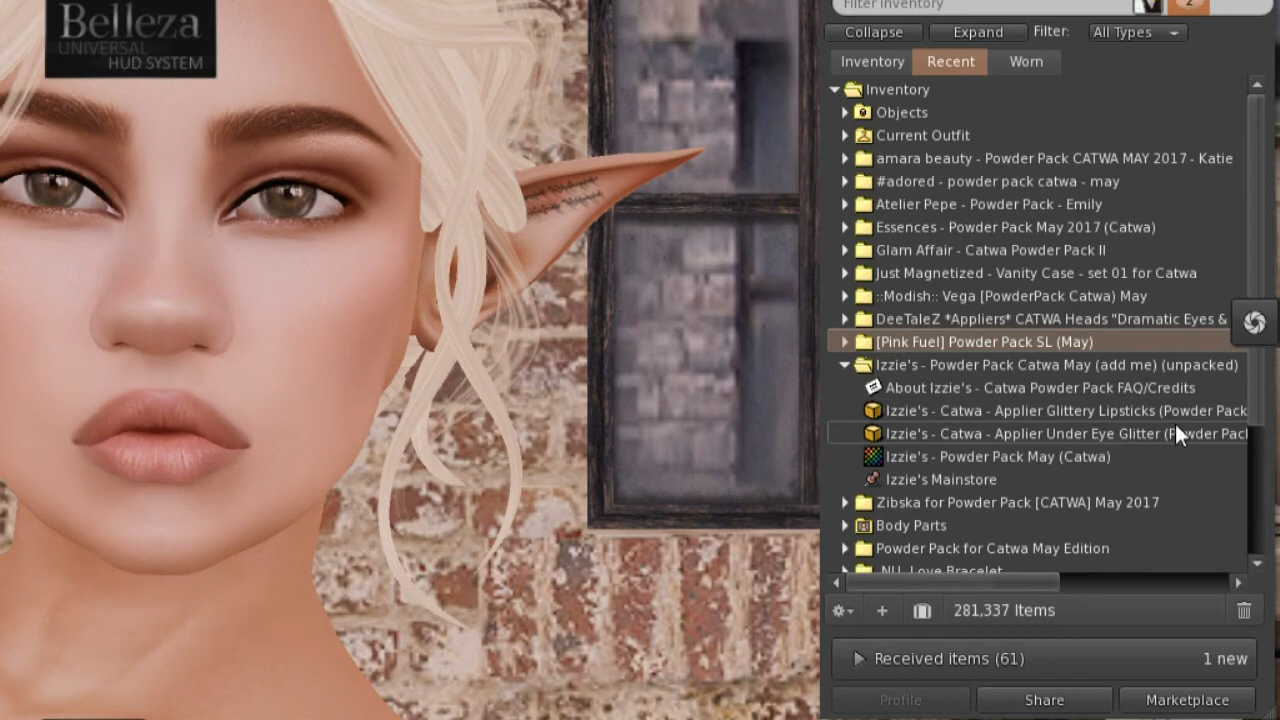 Belleza
UNIVERSAL
HUD SYSTEM
Filter Inventory
2
Collapse
Expand
Filter:
All Types
Inventory
Recent
Worn
Inventory
Objects
Current Outfit
amara beauty - Powder Pack CATWA MAY 2017 - Katie
#adored - powder pack catwa - may
Atelier Pepe - Powder Pack - Emily
Essences - Powder Pack May 2017 (Catwa)
Glam Affair - Catwa Powder Pack II
Just Magnetized - Vanity Case - set 01 for Catwa
::Modish:: Vega [PowderPack Catwa) May
DeeTaleZ *Appliers* CATWA Heads "Dramatic Eyes &
[Pink Fuel] Powder Pack SL (May)
Izzie's - Powder Pack Catwa May (add me) (unpacked)
About Izzie's - Catwa Powder Pack FAQ/Credits
Izzie's - Catwa - Applier Glittery Lipsticks (Powder Pack
Izzie's - Catwa - Applier Under Eye Glitter (Powder Pack
Izzie's - Powder Pack May (Catwa)
Izzie's Mainstore
Zibska for Powder Pack [CATWA] May 2017
Body Parts
Powder Pack for Catwa May Edition
.NU. Love Bracelet
281,337 Items
Received items (61)
1 new
Profile
Share
Marketplace